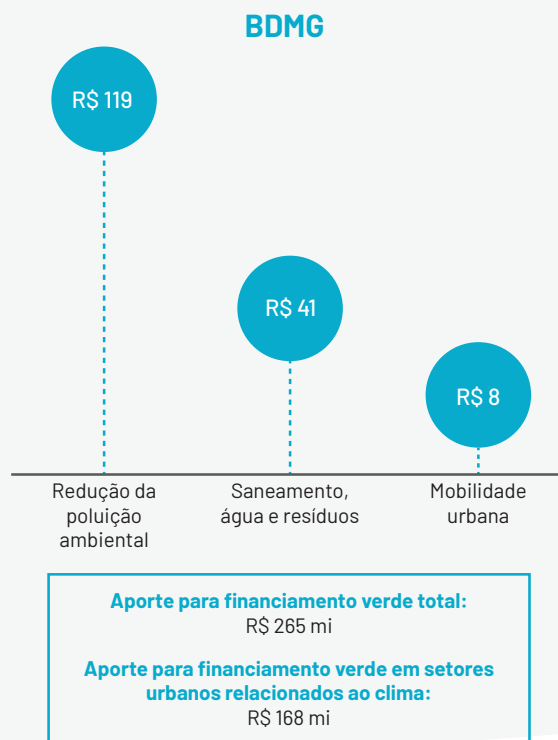 BDMG
R$ 119
R$ 41
R$ 8
Redução da
poluição
ambiental
Saneamento,
água e resíduos
Mobilidade
urbana
Aporte para financiamento verde total:
R$ 265 mi
Aporte para financiamento verde em setores
urbanos relacionados ao clima:
R$ 168 mi